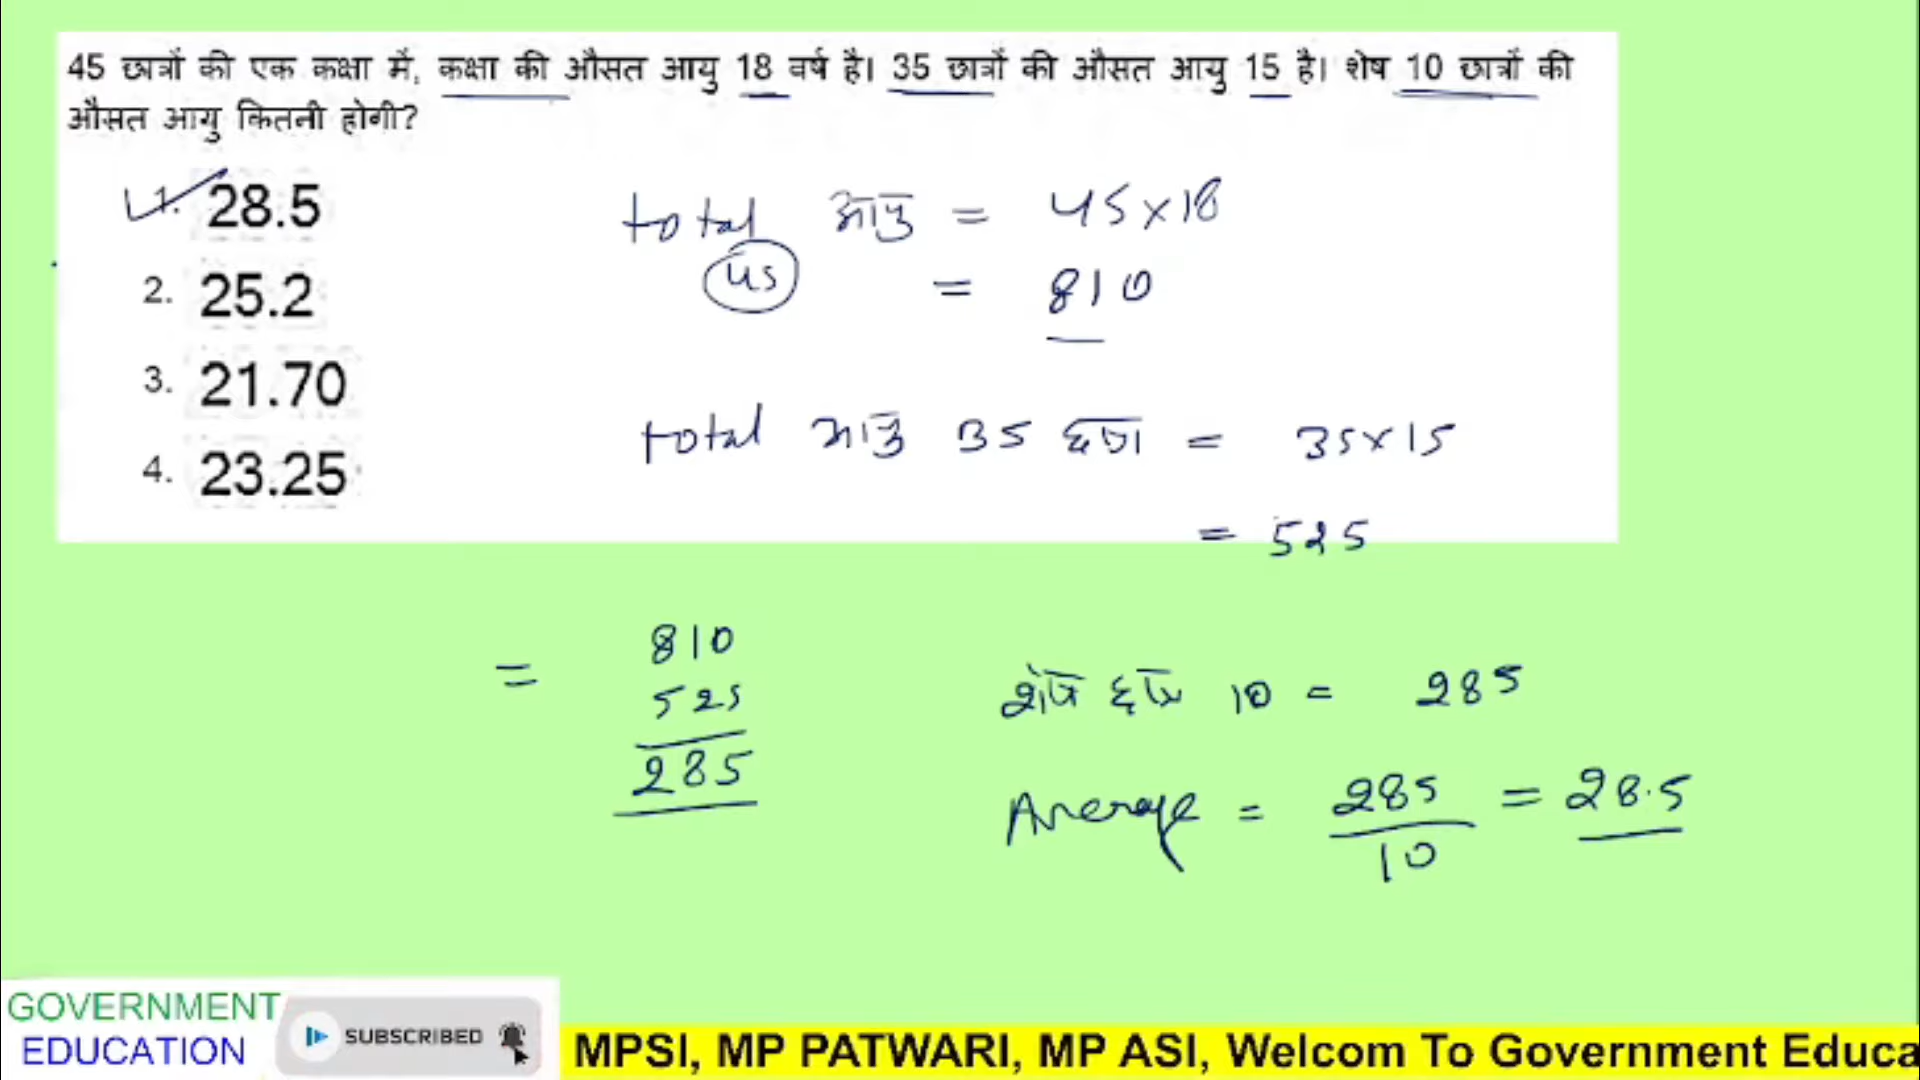 45 छात्रों की एक कक्षा में, कक्षा की औसत आयु 18 वर्ष है। 35 छात्रों की औसत आयु 15 है। शेष 10 छात्रों की
औसत आयु कितनी होगी?
1. 28.5
2. 25.2
3. 21.70
4. 23.25
total आयु = 45×18
45
= 810
total आयु 35 = 35×15
= 525
= 810
525
285
शेष 10 = 285
Average = 285/10 = 28.5
GOVERNMENT
EDUCATION
SUBSCRIBED
MPSI, MP PATWARI, MP ASI, Welcom To Government Educa